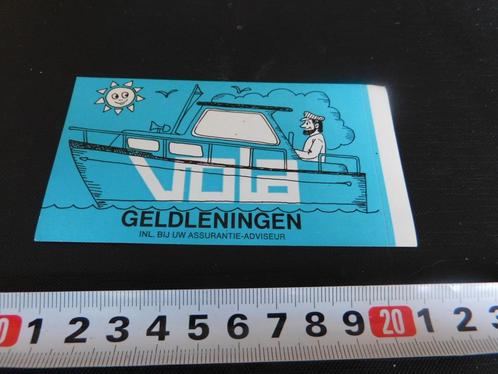 VOLA
GELDLENINGEN
INL. BIJ UW ASSURANTIE-ADVISEUR
0 1 2 3 4 5 6 7 8 9 20 1 2 3